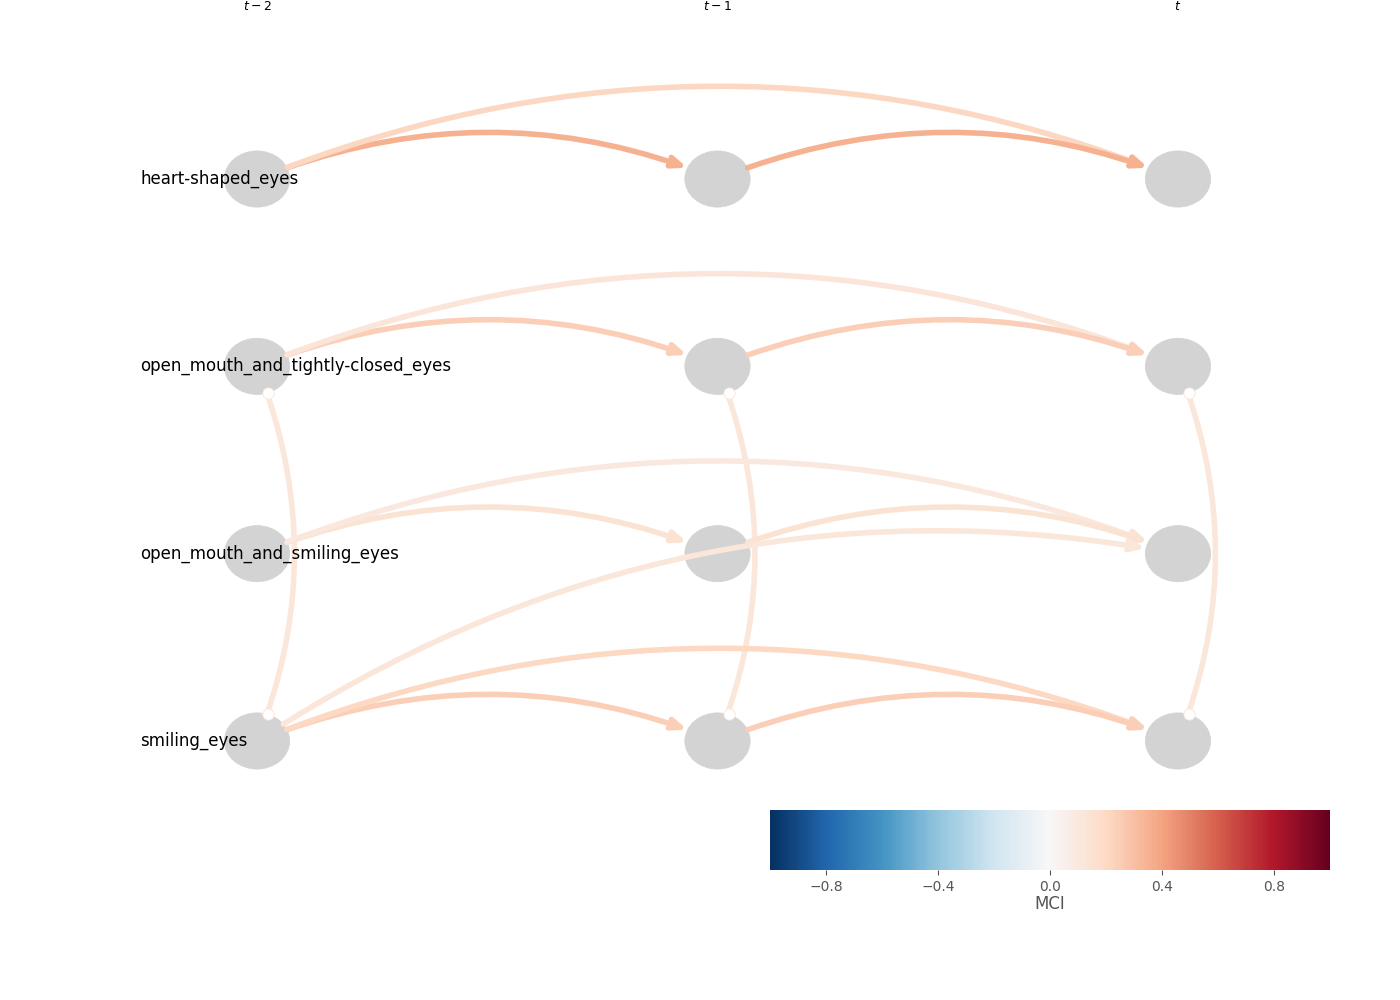 t − 2 t − 1 t
heart-shaped_eyes
open_mouth_and_tightly-closed_eyes
open_mouth_and_smiling_eyes
smiling_eyes
−0.8 −0.4 0.0 0.4 0.8
MCI